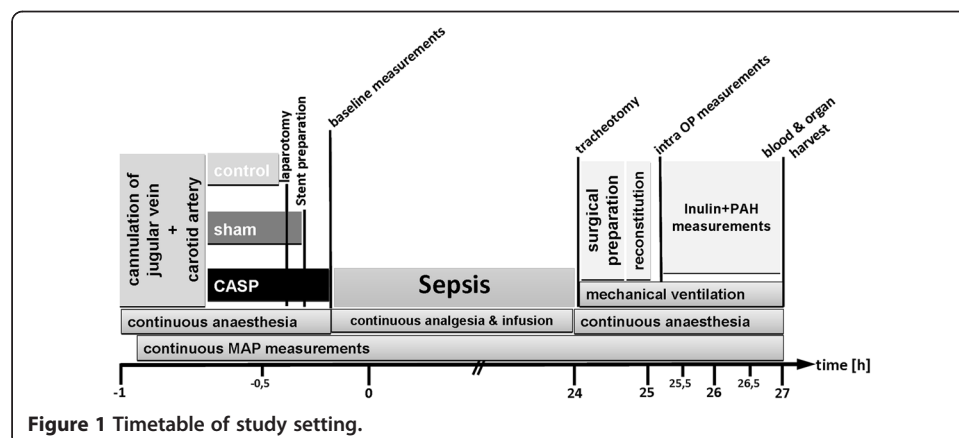 baseline measurements
laparotomy
Stent preparation
tracheotomy
intra OP measurements
blood & organ
harvest
cannulation of
jugular vein
+
carotid artery
control
sham
CASP
Sepsis
surgical
preparation
reconstitution
Inulin+PAH
measurements
mechanical ventilation
continuous anaesthesia
continuous analgesia & infusion
continuous anaesthesia
continuous MAP measurements
time [h]
-1
-0,5
0
//
24
25
25,5
26
26,5
27
Figure 1 Timetable of study setting.